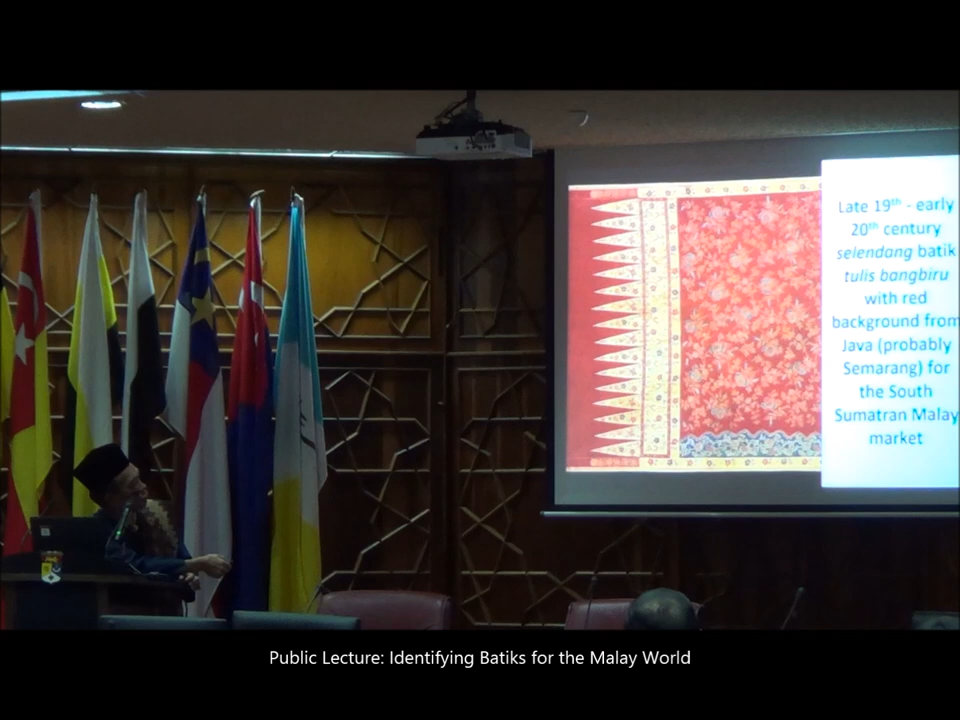 Late 19th - early
20th century
selendang batik
tulis bangbiru
with red
background from
Java (probably
Semarang) for
the South
Sumatran Malay
market
Public Lecture: Identifying Batiks for the Malay World